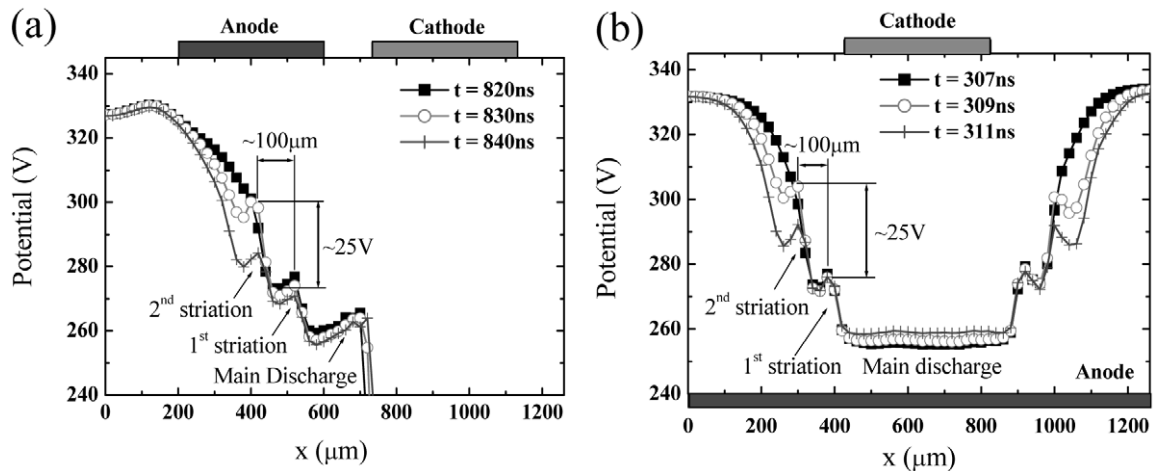 (a)
Anode
Cathode
t = 820ns
t = 830ns
t = 840ns
~100μm
~25V
2nd striation
1st striation
Main Discharge
340
320
300
280
260
240
Potential (V)
0 200 400 600 800 1000 1200
x (μm)
(b)
Cathode
t = 307ns
t = 309ns
t = 311ns
~100μm
~25V
2nd striation
1st striation
Main discharge
Anode
340
320
300
280
260
240
Potential (V)
0 200 400 600 800 1000 1200
x (μm)